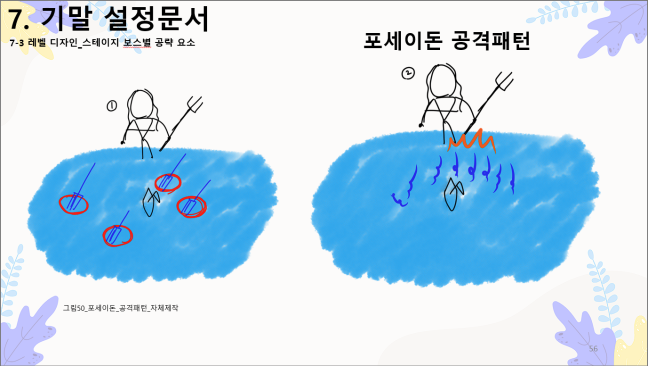 7. 기말 설정문서
7-3 레벨 디자인_스테이지 보스별 공략 요소
포세이돈 공격패턴
①
②
그림50_포세이돈_공격패턴_자체제작
56